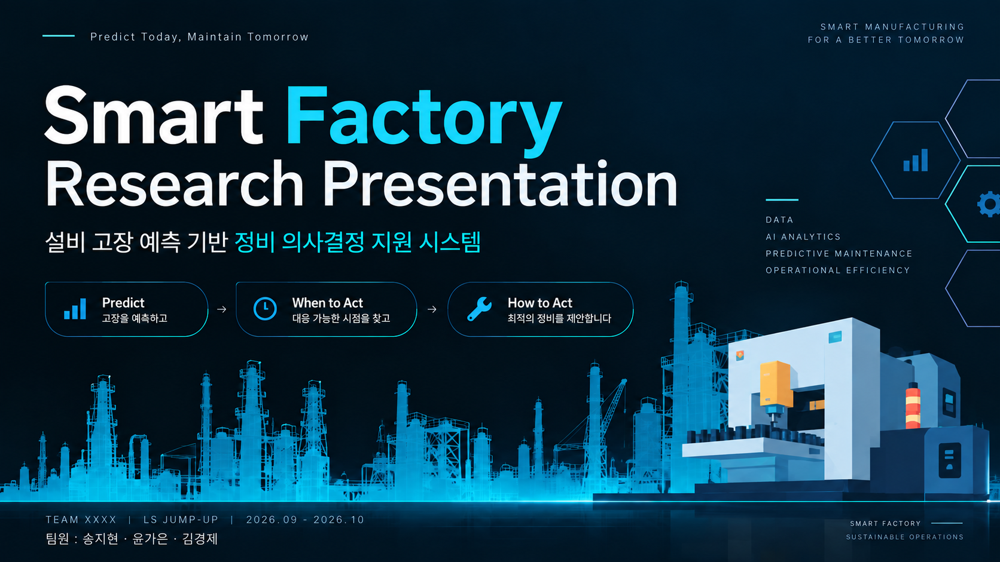 Predict Today, Maintain Tomorrow
SMART MANUFACTURING
FOR A BETTER TOMORROW
Smart Factory
Research Presentation
설비 고장 예측 기반 정비 의사결정 지원 시스템
DATA
AI ANALYTICS
PREDICTIVE MAINTENANCE
OPERATIONAL EFFICIENCY
Predict
고장을 예측하고
→
When to Act
대응 가능한 시점을 찾고
→
How to Act
최적의 정비를 제안합니다
TEAM XXXX | LS JUMP-UP | 2026.09 - 2026.10
팀원 : 송지현 · 윤가은 · 김경제
SMART FACTORY
SUSTAINABLE OPERATIONS